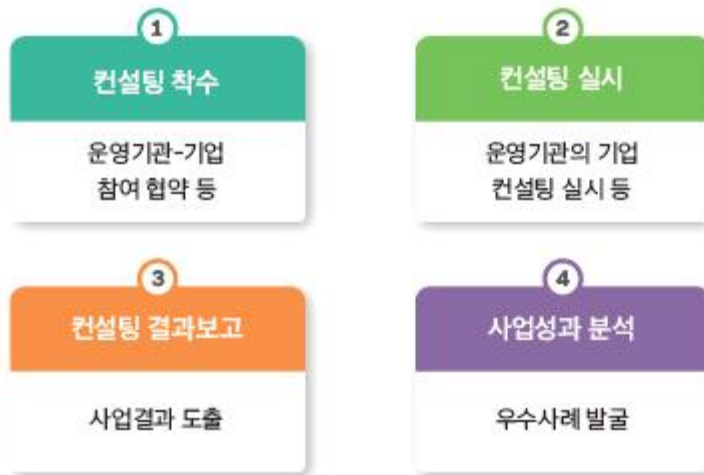 1
컨설팅 착수
운영기관-기업
참여 협약 등
2
컨설팅 실시
운영기관의 기업
컨설팅 실시 등
3
컨설팅 결과보고
사업결과 도출
4
사업성과 분석
우수사례 발굴